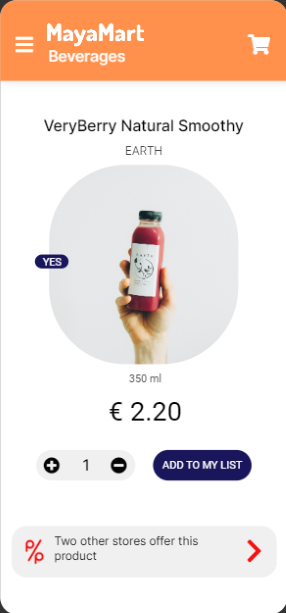 MayaMart
Beverages
VeryBerry Natural Smoothy
EARTH
YES
350 ml
€ 2.20
1
ADD TO MY LIST
Two other stores offer this
product